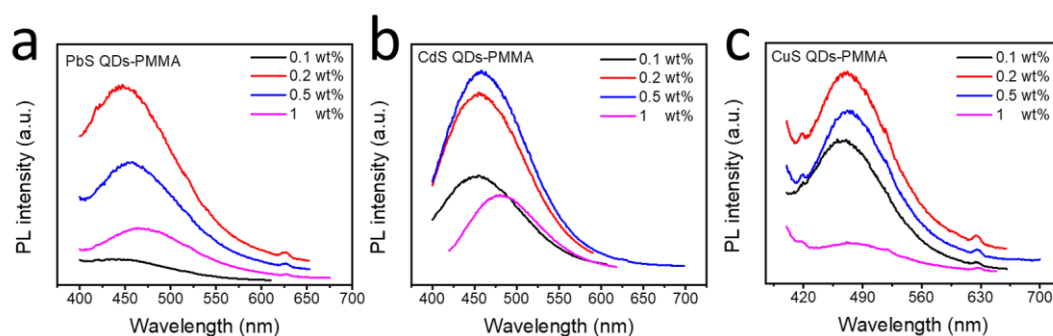 a
PbS QDs-PMMA
0.1 wt%
0.2 wt%
0.5 wt%
1 wt%
PL intensity (a.u.)
400 450 500 550 600 650 700
Wavelength (nm)
b
CdS QDs-PMMA
0.1 wt%
0.2 wt%
0.5 wt%
1 wt%
PL intensity (a.u.)
400 450 500 550 600 650 700
Wavelength (nm)
c
CuS QDs-PMMA
0.1 wt%
0.2 wt%
0.5 wt%
1 wt%
PL intensity (a.u.)
420 490 560 630 700
Wavelength (nm)